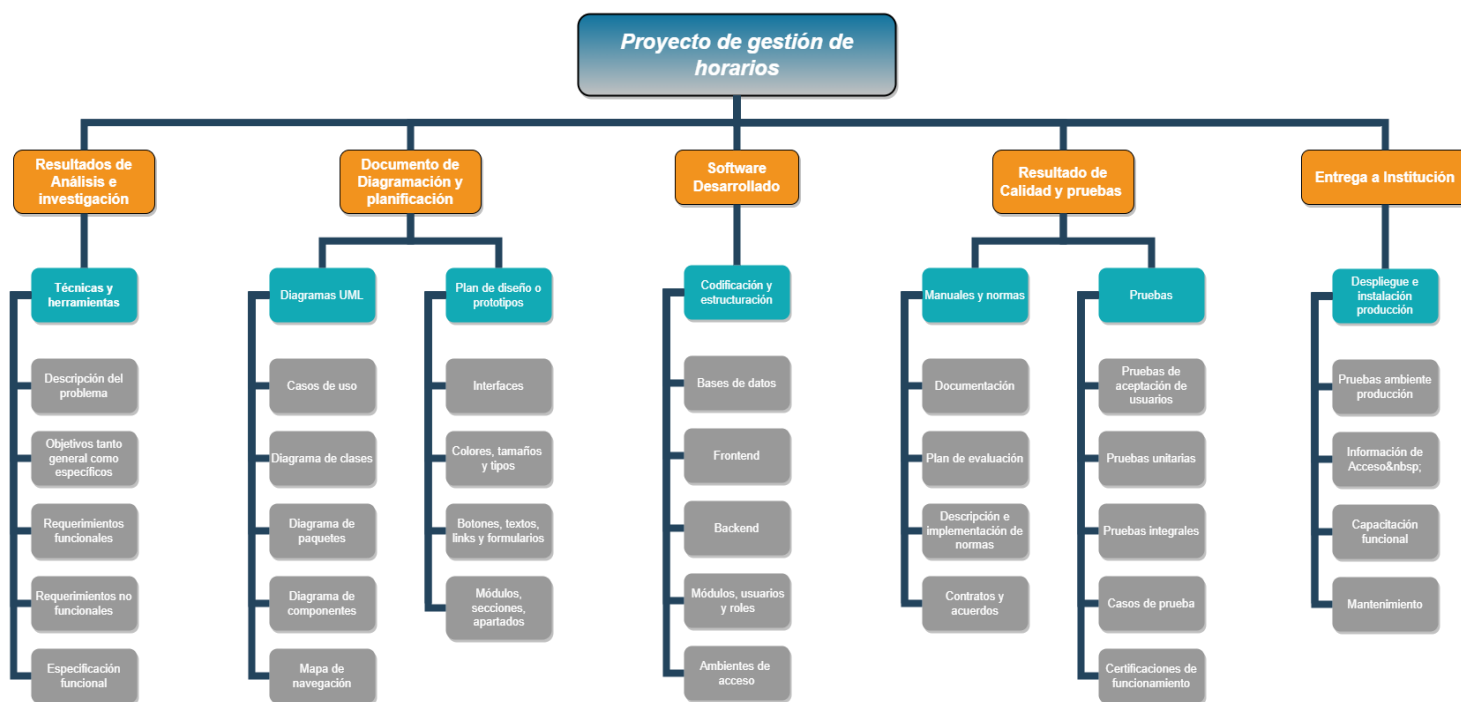 Proyecto de gestión de
horarios
Resultados de
Análisis e
investigación
Documento de
Diagramación y
planificación
Software
Desarrollado
Resultado de
Calidad y pruebas
Entrega a Institución
Técnicas y
herramientas
Descripción del
problema
Objetivos tanto
general como
específicos
Requerimientos
funcionales
Requerimientos no
funcionales
Especificación
funcional
Diagramas UML
Casos de uso
Diagrama de clases
Diagrama de
paquetes
Diagrama de
componentes
Mapa de
navegación
Plan de diseño o
prototipos
Interfaces
Colores, tamaños
y tipos
Botones, textos,
links y formularios
Módulos,
secciones,
apartados
Codificación y
estructuración
Bases de datos
Frontend
Backend
Módulos, usuarios
y roles
Ambientes de
acceso
Manuales y normas
Documentación
Plan de evaluación
Descripción e
implementación de
normas
Contratos y
acuerdos
Pruebas
Pruebas de
aceptación de
usuarios
Pruebas unitarias
Pruebas integrales
Casos de prueba
Certificaciones de
funcionamiento
Despliegue e
instalación
producción
Pruebas ambiente
producción
Información de
Acceso&nbsp;
Capacitación
funcional
Mantenimiento